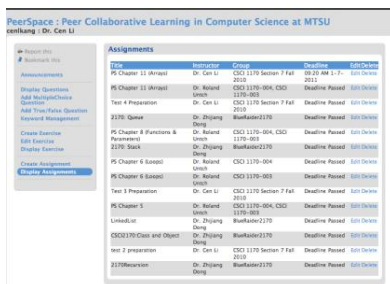 PeerSpace : Peer Collaborative Learning in Computer Science at MTSU
cenlkang : Dr. Cen Li
Report this
Bookmark this
Announcements
Display Questions
Add MultipleChoice Question
Add True/False Question
Keyword Management
Create Exercise
Edit Exercise
Display Exercise
Create Assignment
Display Assignments
Assignments
Title Instructor Group Deadline Edit Delete
PS Chapter 11 (Arrays) Dr. Cen Li CSCI 1170 Section 7 Fall 2010 09:20 AM 1-7-2011 Edit Delete
PS Chapter 11 (Arrays) Dr. Roland Untch CSCI 1170-004, CSCI 1170-003 Deadline Passed Edit Delete
Test 4 Preparation Dr. Cen Li CSCI 1170 Section 7 Fall 2010 Deadline Passed Edit Delete
2170: Queue Dr. Zhijiang Dong BlueRaider2170 Deadline Passed Edit Delete
PS Chapter 8 (Functions & Parameters) Dr. Roland Untch CSCI 1170-004, CSCI 1170-003 Deadline Passed Edit Delete
2170: Stack Dr. Zhijiang Dong BlueRaider2170 Deadline Passed Edit Delete
PS Chapter 6 (Loops) Dr. Roland Untch CSCI 1170-004 Deadline Passed Edit Delete
PS Chapter 6 (Loops) Dr. Roland Untch CSCI 1170-003 Deadline Passed Edit Delete
Test 3 Preparation Dr. Cen Li CSCI 1170 Section 7 Fall 2010 Deadline Passed Edit Delete
PS Chapter 5 Dr. Roland Untch CSCI 1170-004, CSCI 1170-003 Deadline Passed Edit Delete
LinkedList Dr. Zhijiang Dong BlueRaider2170 Deadline Passed Edit Delete
CSCI2170:Class and Object Dr. Zhijiang Dong BlueRaider2170 Deadline Passed Edit Delete
test 2 preparation Dr. Cen Li CSCI 1170 Section 7 Fall 2010 Deadline Passed Edit Delete
2170Recursion Dr. Zhijiang Dong BlueRaider2170 Deadline Passed Edit Delete